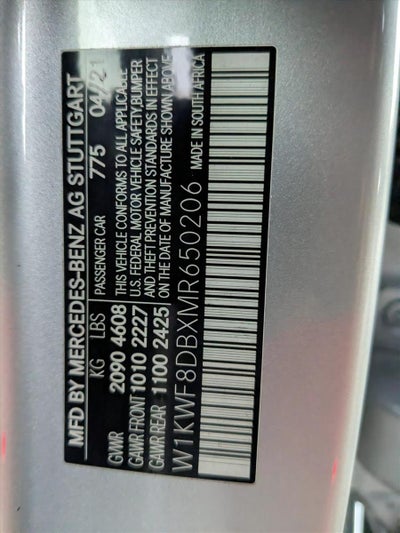 MFD BY MERCEDES-BENZ AG STUTTGART
KG LBS PASSENGER CAR 775 04/21
GVWR 2090 4608 THIS VEHICLE CONFORMS TO ALL APPLICABLE
GAWR FRONT 1010 2227 U.S. FEDERAL MOTOR VEHICLE SAFETY,BUMPER
GAWR REAR 1100 2425 AND THEFT PREVENTION STANDARDS IN EFFECT
ON THE DATE OF MANUFACTURE SHOWN ABOVE
W1KWF8DBXMR650206 MADE IN SOUTH AFRICA